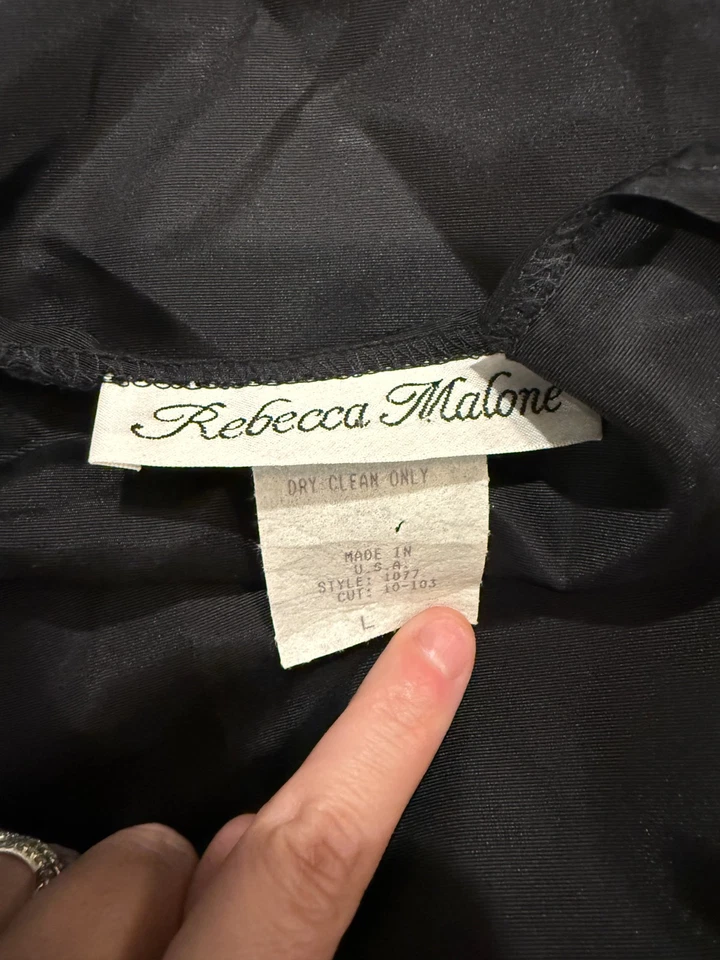 Rebecca Malone
DRY CLEAN ONLY
MADE IN
U.S.A.
STYLE: 1077
CUT: 10-103
L